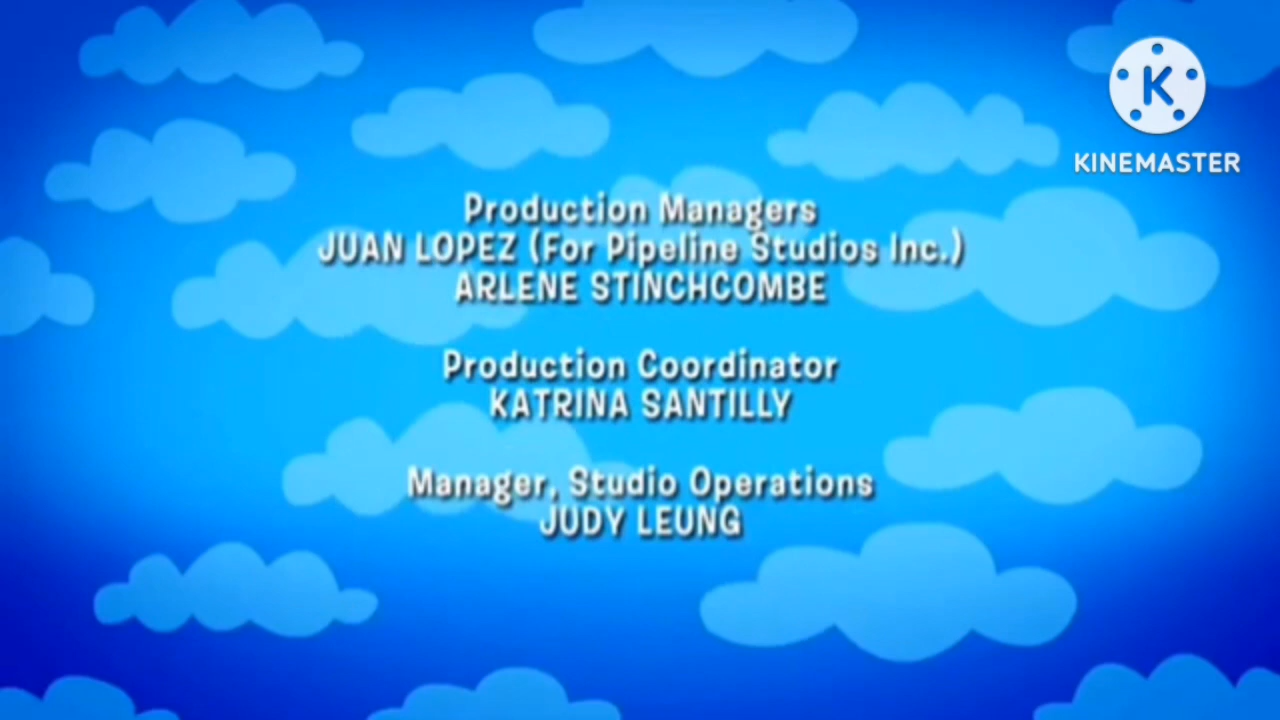 K
KINEMASTER
Production Managers
JUAN LOPEZ (For Pipeline Studios Inc.)
ARLENE STINCHCOMBE
Production Coordinator
KATRINA SANTILLY
Manager, Studio Operations
JUDY LEUNG